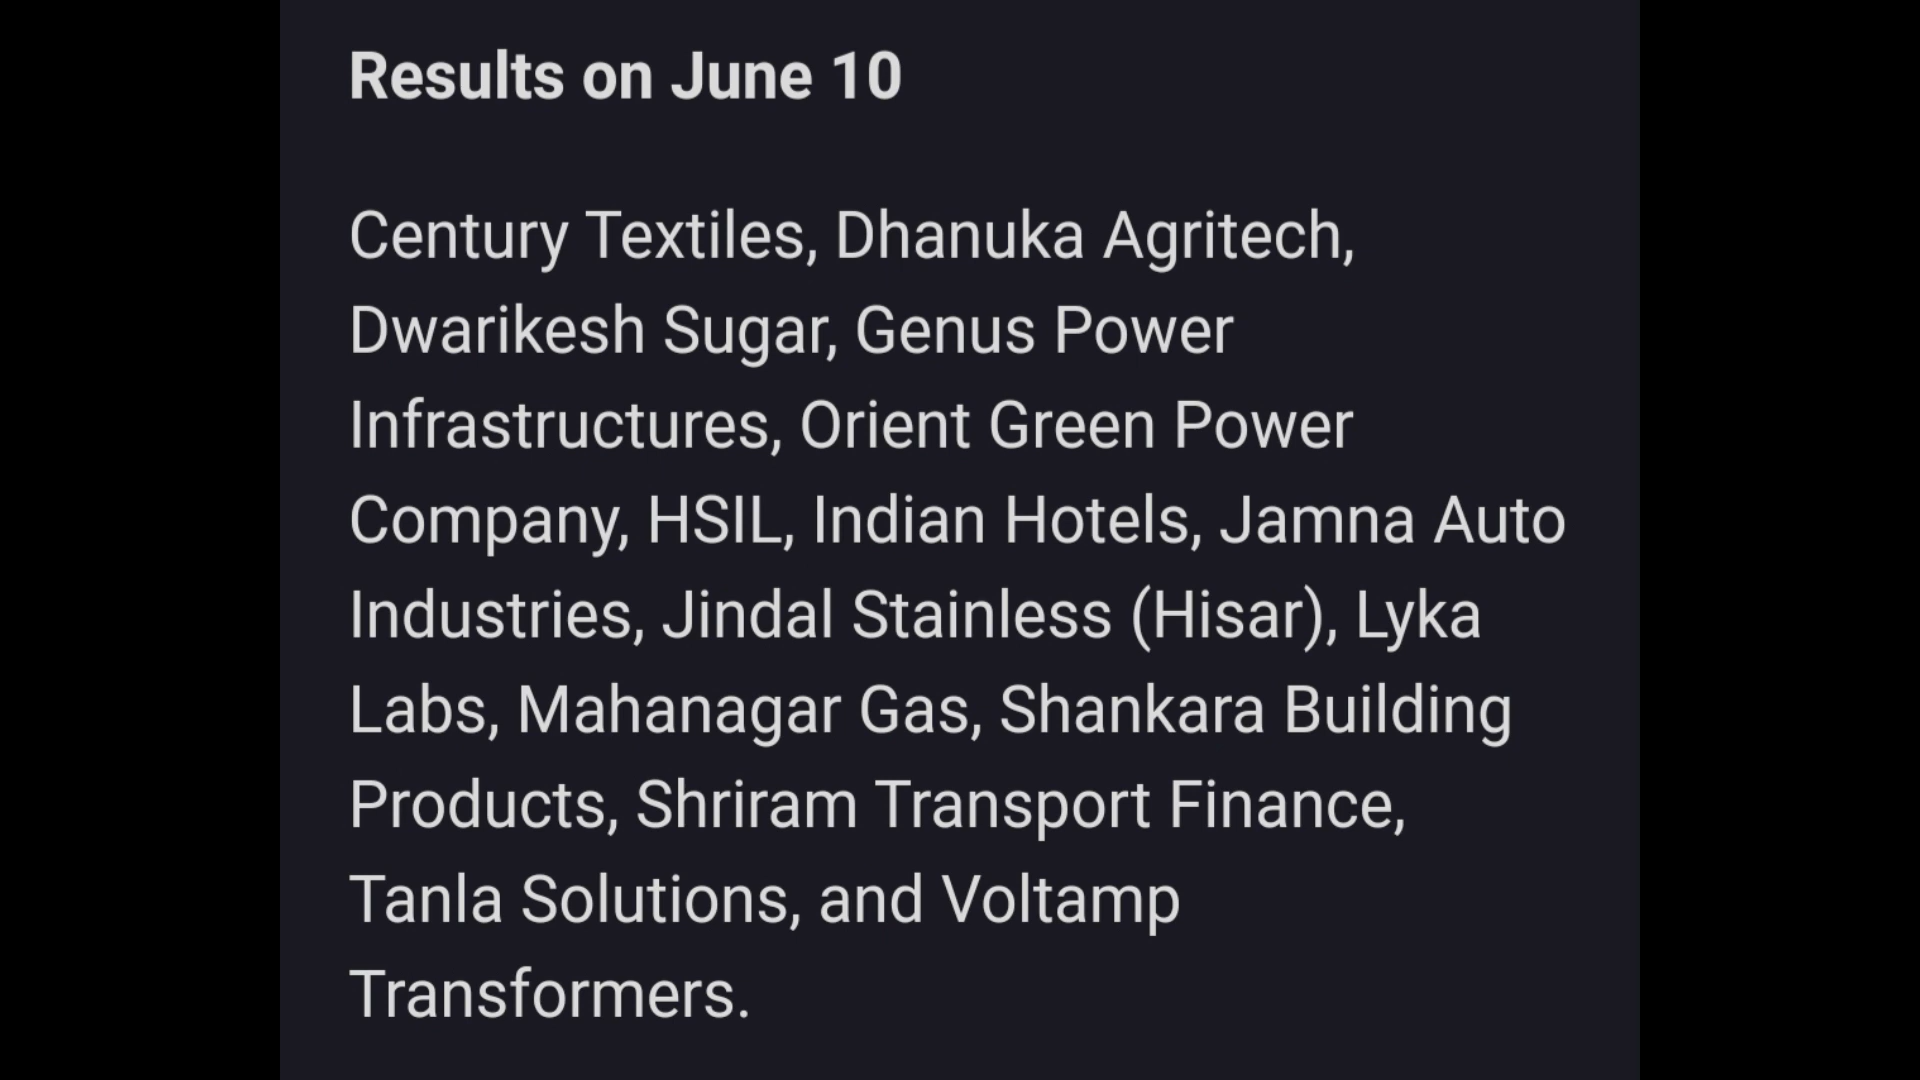 Results on June 10
Century Textiles, Dhanuka Agritech,
Dwarikesh Sugar, Genus Power
Infrastructures, Orient Green Power
Company, HSIL, Indian Hotels, Jamna Auto
Industries, Jindal Stainless (Hisar), Lyka
Labs, Mahanagar Gas, Shankara Building
Products, Shriram Transport Finance,
Tanla Solutions, and Voltamp
Transformers.